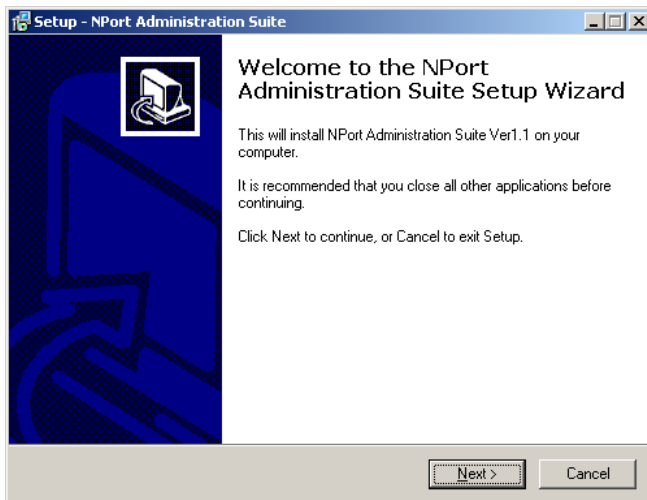 Setup - NPort Administration Suite
Welcome to the NPort
Administration Suite Setup Wizard
This will install NPort Administration Suite Ver1.1 on your
computer.
It is recommended that you close all other applications before
continuing.
Click Next to continue, or Cancel to exit Setup.
Next >
Cancel